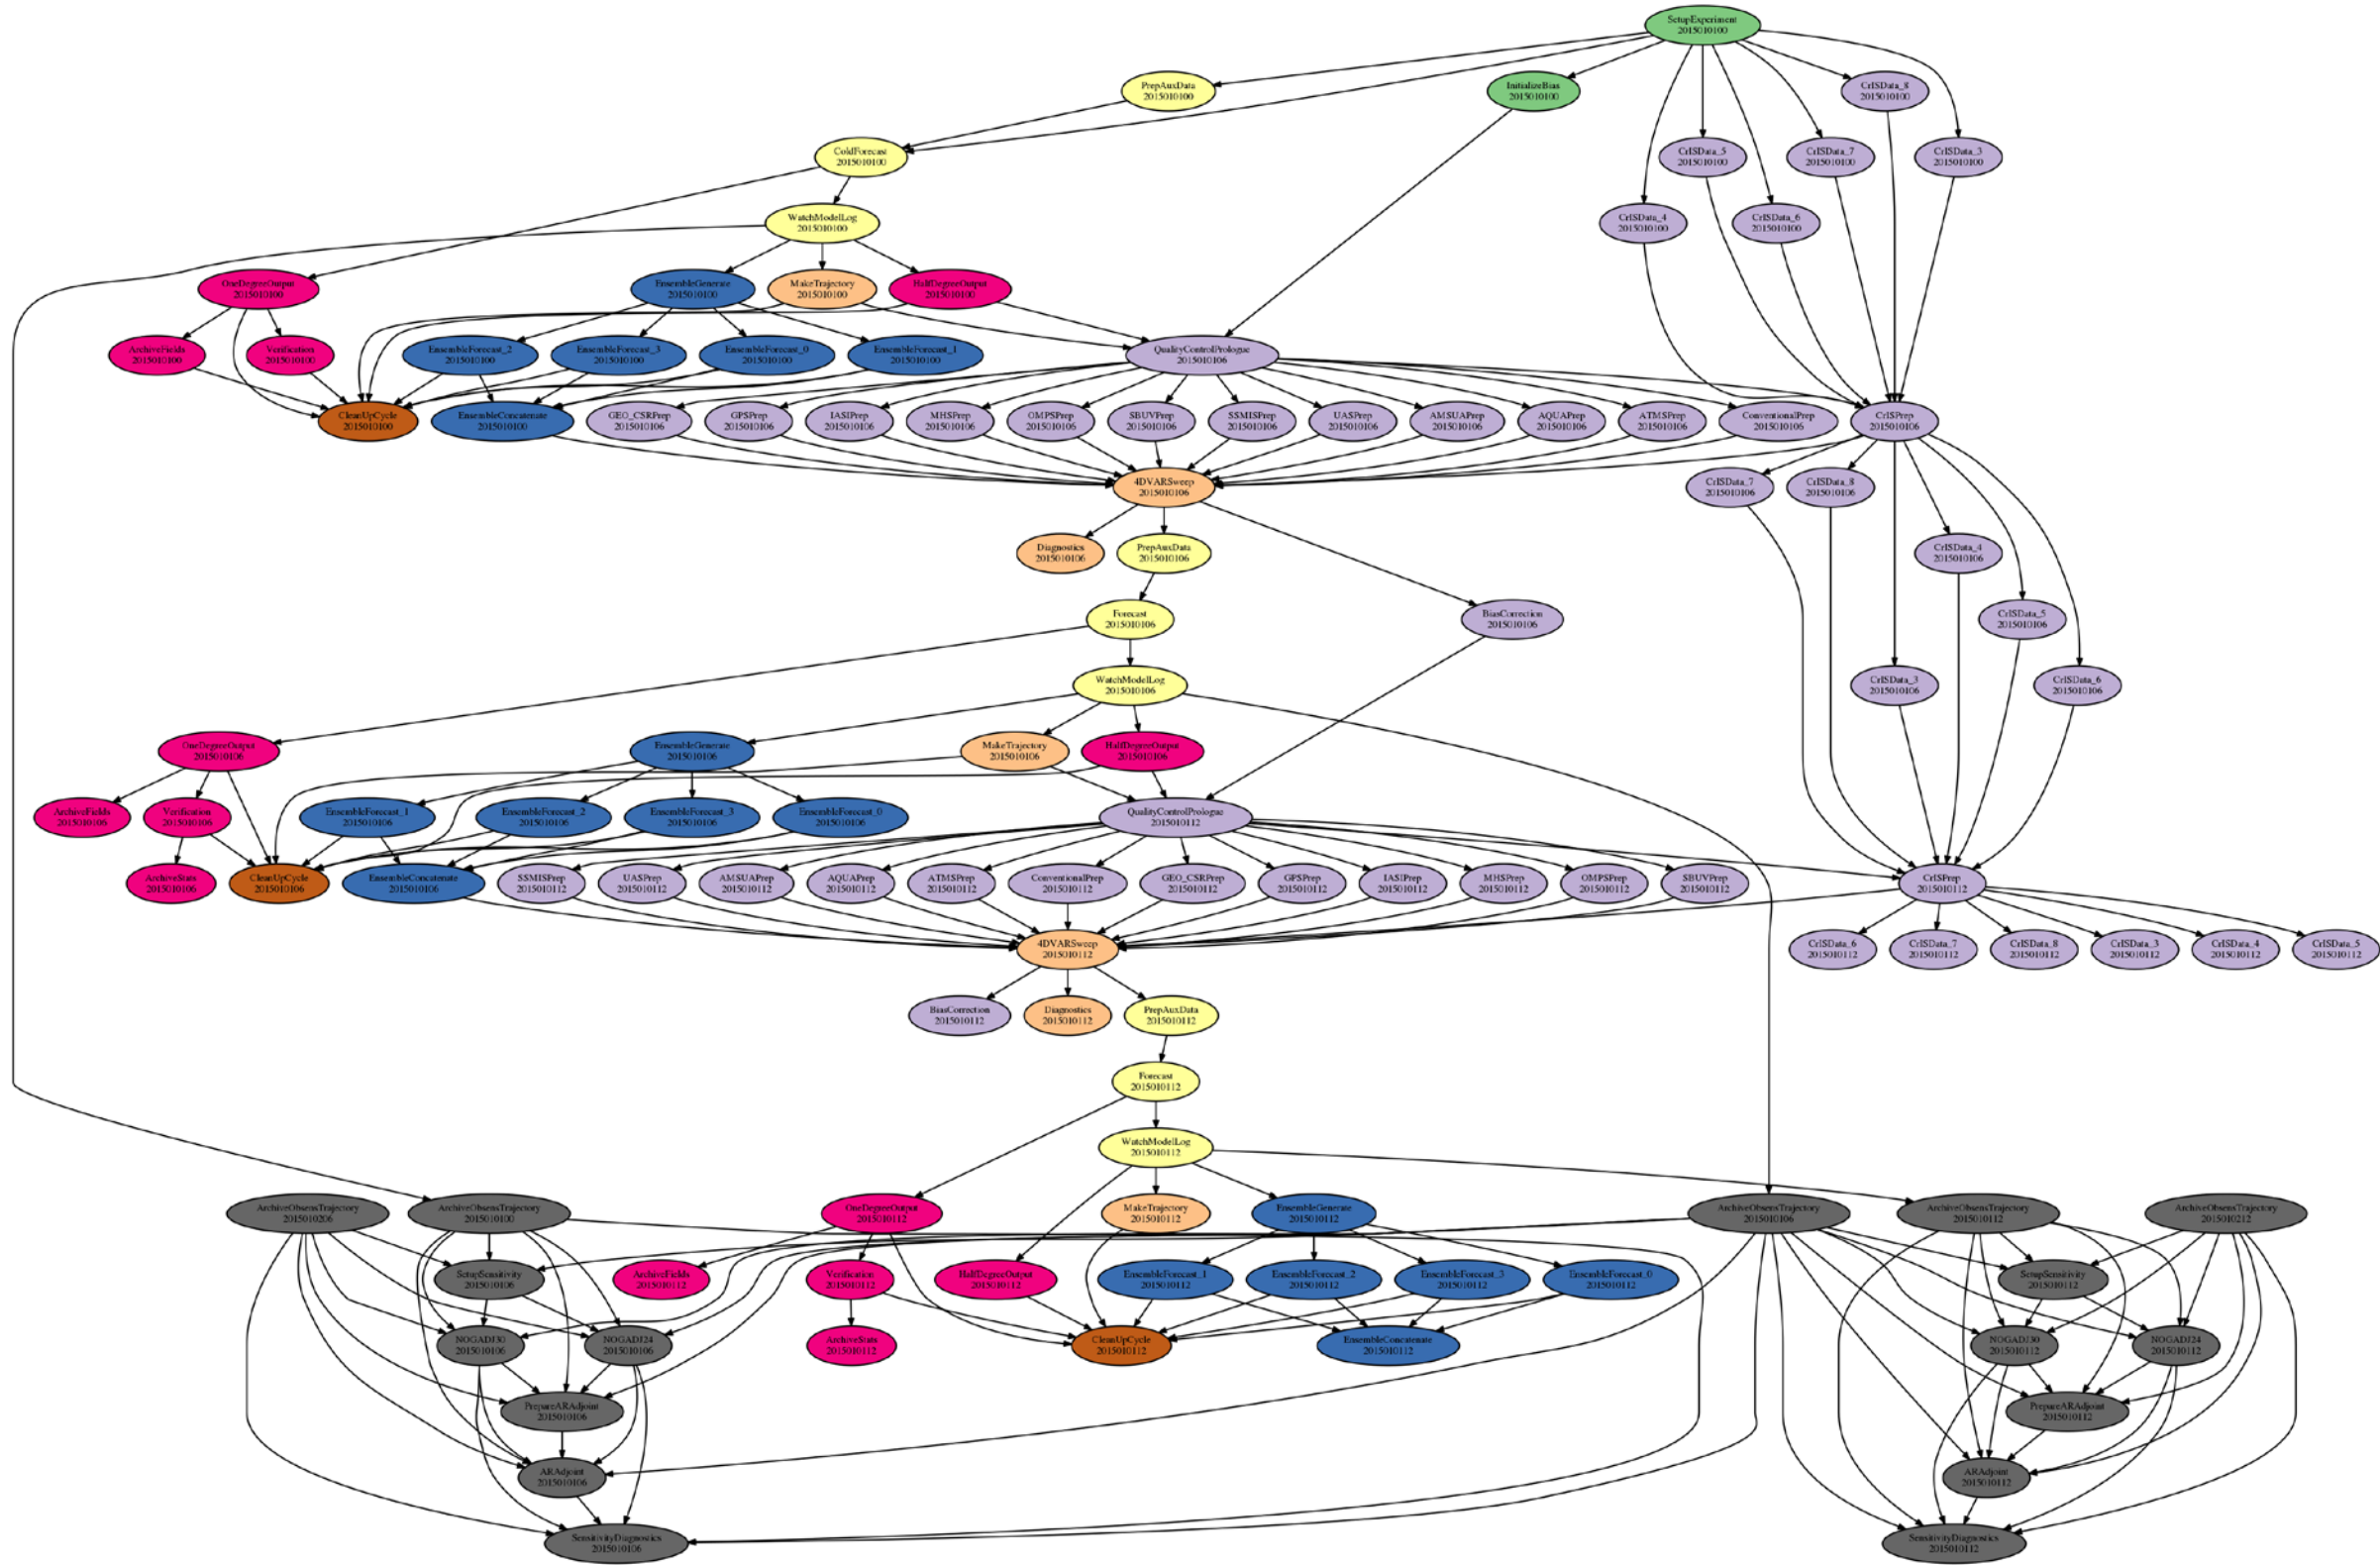 SetupExperiment
2015010100
PrepAuxData
2015010100
InitializeBias
2015010100
CrISData_8
2015010100
ColdForecast
2015010100
CrISData_5
2015010100
CrISData_7
2015010100
CrISData_3
2015010100
WatchModelLog
2015010100
CrISData_4
2015010100
CrISData_6
2015010100
OneDegreeOutput
2015010100
EnsembleGenerate
2015010100
MakeTrajectory
2015010100
HalfDegreeOutput
2015010100
ArchiveFields
2015010100
Verification
2015010100
EnsembleForecast_2
2015010100
EnsembleForecast_3
2015010100
EnsembleForecast_0
2015010100
EnsembleForecast_1
2015010100
QualityControlPrologue
2015010106
CleanUpCycle
2015010100
EnsembleConcatenate
2015010100
GEO_CSRPrep
2015010106
GPSPrep
2015010106
IASIPrep
2015010106
MHSPrep
2015010106
OMPSPrep
2015010106
SBUVPrep
2015010106
SSMISPrep
2015010106
UASPrep
2015010106
AMSUAPrep
2015010106
AQUAPrep
2015010106
ATMSPrep
2015010106
ConventionalPrep
2015010106
CrISPrep
2015010106
4DVARSweep
2015010106
CrISData_7
2015010106
CrISData_8
2015010106
Diagnostics
2015010106
PrepAuxData
2015010106
CrISData_4
2015010106
Forecast
2015010106
BiasCorrection
2015010106
CrISData_5
2015010106
WatchModelLog
2015010106
CrISData_3
2015010106
CrISData_6
2015010106
OneDegreeOutput
2015010106
EnsembleGenerate
2015010106
MakeTrajectory
2015010106
HalfDegreeOutput
2015010106
ArchiveFields
2015010106
Verification
2015010106
EnsembleForecast_1
2015010106
EnsembleForecast_2
2015010106
EnsembleForecast_3
2015010106
EnsembleForecast_0
2015010106
QualityControlPrologue
2015010112
ArchiveStats
2015010106
CleanUpCycle
2015010106
EnsembleConcatenate
2015010106
SSMISPrep
2015010112
UASPrep
2015010112
AMSUAPrep
2015010112
AQUAPrep
2015010112
ATMSPrep
2015010112
ConventionalPrep
2015010112
GEO_CSRPrep
2015010112
GPSPrep
2015010112
IASIPrep
2015010112
MHSPrep
2015010112
OMPSPrep
2015010112
SBUVPrep
2015010112
CrISPrep
2015010112
4DVARSweep
2015010112
CrISData_6
2015010112
CrISData_7
2015010112
CrISData_8
2015010112
CrISData_3
2015010112
CrISData_4
2015010112
CrISData_5
2015010112
BiasCorrection
2015010112
Diagnostics
2015010112
PrepAuxData
2015010112
Forecast
2015010112
WatchModelLog
2015010112
ArchiveObsensTrajectory
2015010206
ArchiveObsensTrajectory
2015010100
OneDegreeOutput
2015010112
MakeTrajectory
2015010112
EnsembleGenerate
2015010112
ArchiveObsensTrajectory
2015010106
ArchiveObsensTrajectory
2015010112
ArchiveObsensTrajectory
2015010212
SetupSensitivity
2015010106
ArchiveFields
2015010112
Verification
2015010112
HalfDegreeOutput
2015010112
EnsembleForecast_1
2015010112
EnsembleForecast_2
2015010112
EnsembleForecast_3
2015010112
EnsembleForecast_0
2015010112
SetupSensitivity
2015010112
NOGADJ30
2015010106
NOGADJ24
2015010106
ArchiveStats
2015010112
CleanUpCycle
2015010112
EnsembleConcatenate
2015010112
NOGADJ30
2015010112
NOGADJ24
2015010112
PrepareARAdjoint
2015010106
PrepareARAdjoint
2015010112
ARAdjoint
2015010106
ARAdjoint
2015010112
SensitivityDiagnostics
2015010106
SensitivityDiagnostics
2015010112